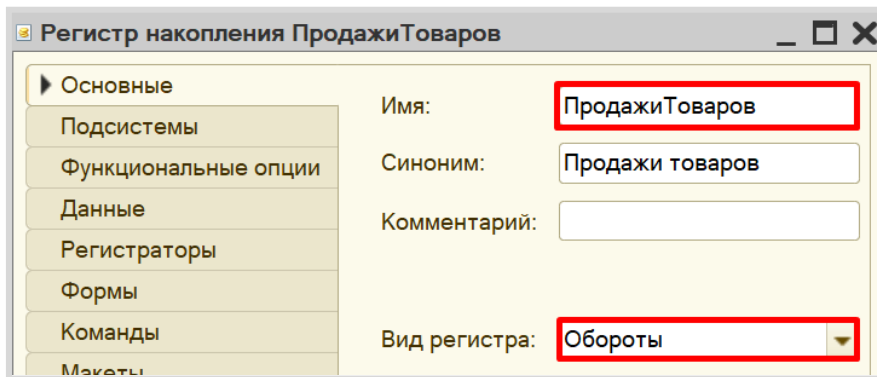 Регистр накопления ПродажиТоваров
Основные
Подсистемы
Функциональные опции
Данные
Регистраторы
Формы
Команды
Макеты
Имя: ПродажиТоваров
Синоним: Продажи товаров
Комментарий:
Вид регистра: Обороты